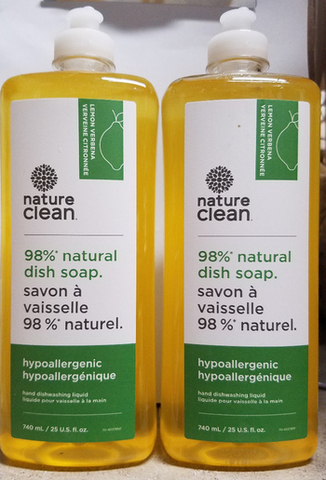 LEMON VERBENA
VERVEINE CITRONNÉE
nature
clean.
98%* natural
dish soap.
savon à
vaisselle
98 %* naturel.
hypoallergenic
hypoallergénique
hand dishwashing liquid
liquide pour vaisselle à la main
740 mL / 25 U.S. fl. oz.
LEMON VERBENA
VERVEINE CITRONNÉE
nature
clean.
98%* natural
dish soap.
savon à
vaisselle
98 %* naturel.
hypoallergenic
hypoallergénique
hand dishwashing liquid
liquide pour vaisselle à la main
740 mL / 25 U.S. fl. oz.